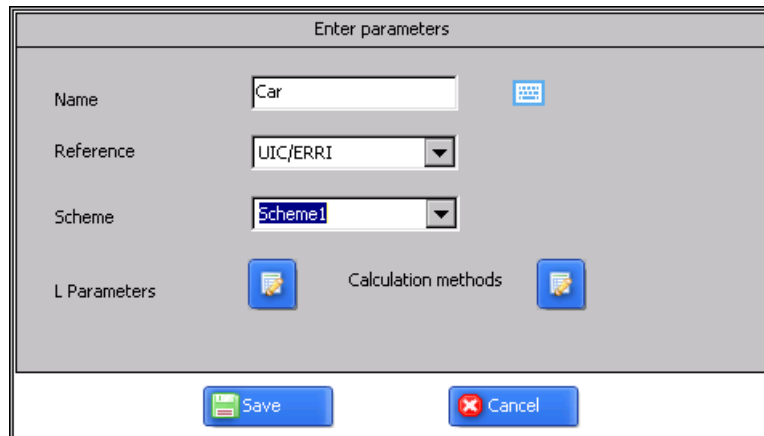 Enter parameters
Name
Car
Reference
UIC/ERRI
Scheme
Scheme1
L Parameters
Calculation methods
Save
Cancel